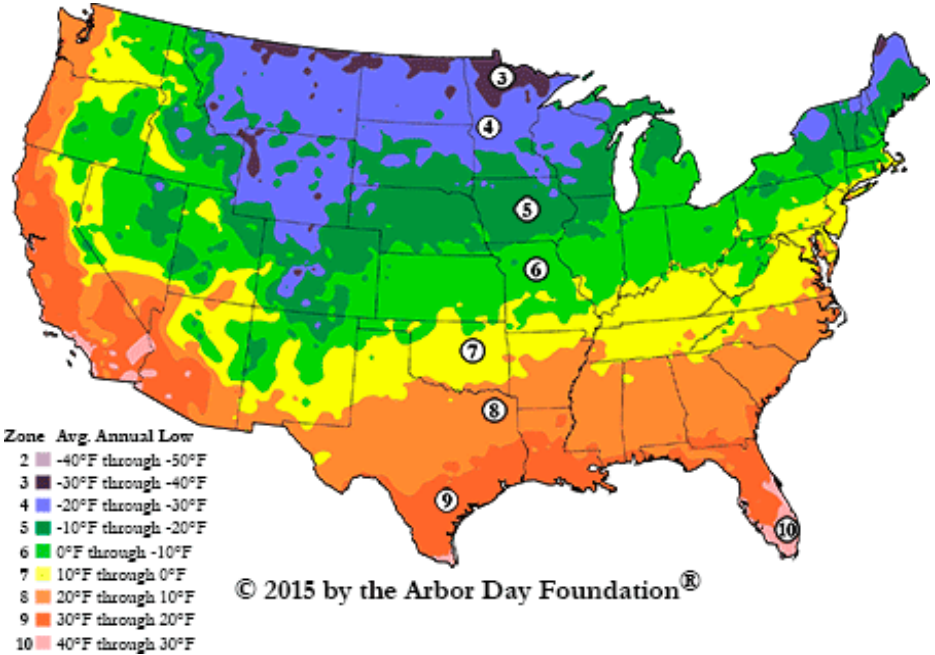 3
4
5
6
7
8
9
10
Zone Avg. Annual Low
2 -40°F through -50°F
3 -30°F through -40°F
4 -20°F through -30°F
5 -10°F through -20°F
6 0°F through -10°F
7 10°F through 0°F
8 20°F through 10°F
9 30°F through 20°F
10 40°F through 30°F
© 2015 by the Arbor Day Foundation®